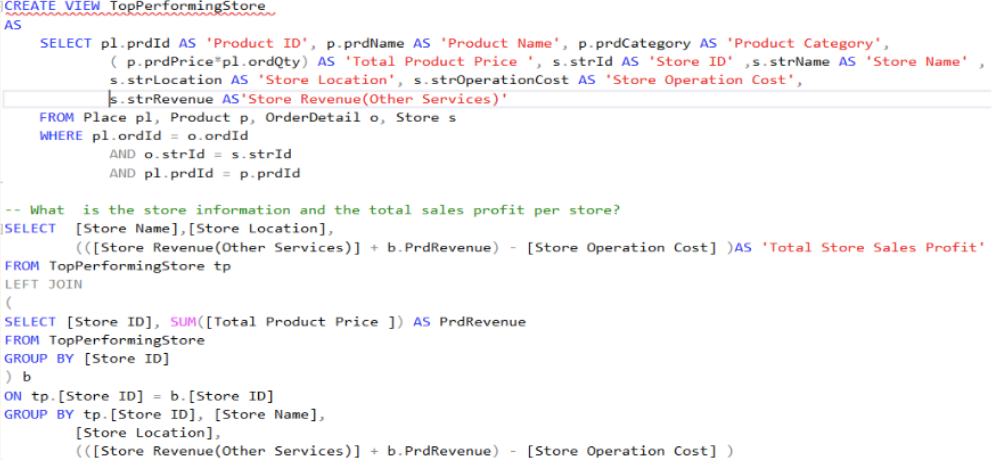 CREATE VIEW TopPerformingStore
AS
SELECT pl.prdId AS 'Product ID', p.prdName AS 'Product Name', p.prdCategory AS 'Product Category',
( p.prdPrice*pl.ordQty) AS 'Total Product Price ', s.strId AS 'Store ID' ,s.strName AS 'Store Name' ,
s.strLocation AS 'Store Location', s.strOperationCost AS 'Store Operation Cost',
s.strRevenue AS'Store Revenue(Other Services)'
FROM Place pl, Product p, OrderDetail o, Store s
WHERE pl.ordId = o.ordId
AND o.strId = s.strId
AND pl.prdId = p.prdId
-- What  is the store information and the total sales profit per store?
SELECT  [Store Name],[Store Location],
(([Store Revenue(Other Services)] + b.PrdRevenue) - [Store Operation Cost] )AS 'Total Store Sales Profit'
FROM TopPerformingStore tp
LEFT JOIN
(
SELECT [Store ID], SUM([Total Product Price ]) AS PrdRevenue
FROM TopPerformingStore
GROUP BY [Store ID]
) b
ON tp.[Store ID] = b.[Store ID]
GROUP BY tp.[Store ID], [Store Name],
[Store Location],
(([Store Revenue(Other Services)] + b.PrdRevenue) - [Store Operation Cost] )